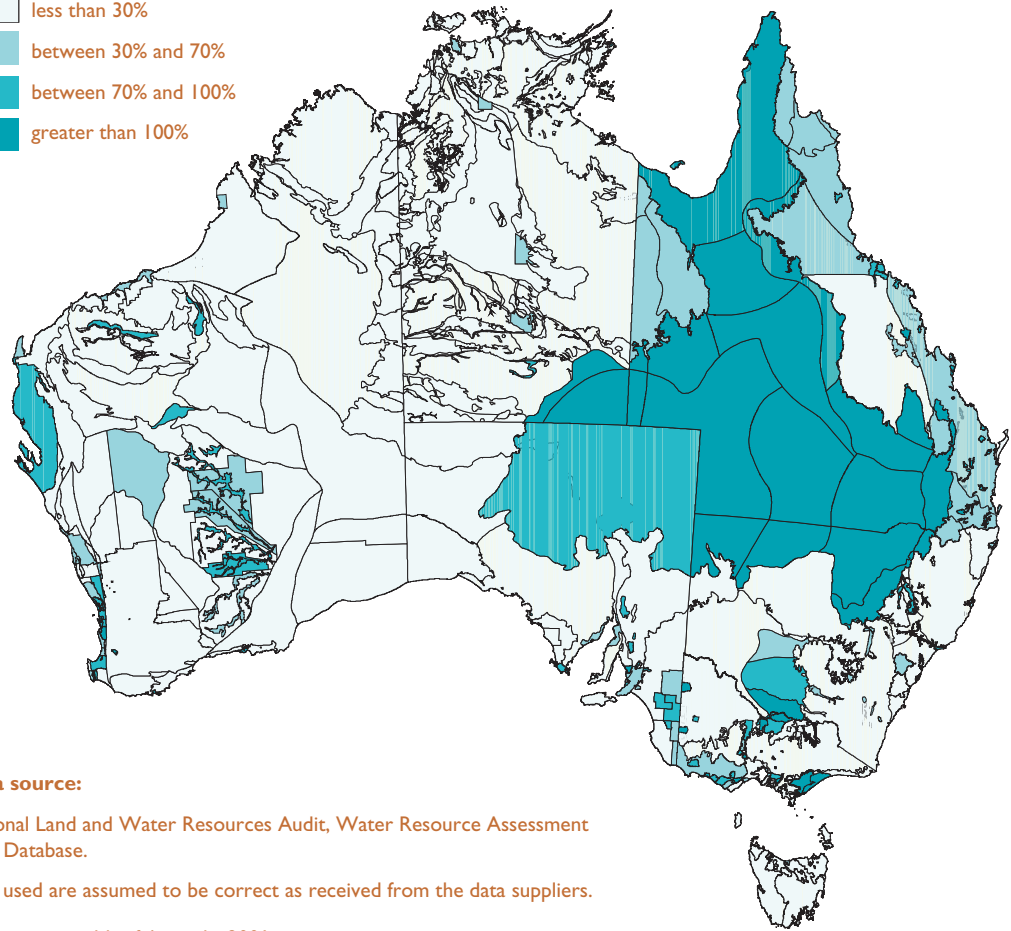 less than 30%
between 30% and 70%
between 70% and 100%
greater than 100%
source:
onal Land and Water Resources Audit, Water Resource Assessment
Database.
used are assumed to be correct as received from the data suppliers.